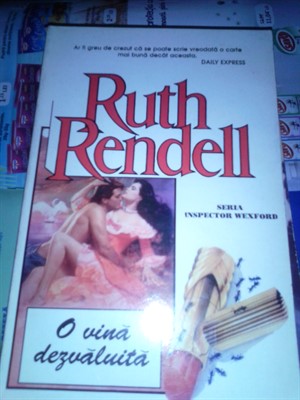 Ar fi greu de crezut că se poate scrie vreodată o carte
mai bună decât aceasta.
DAILY EXPRESS
Ruth
Rendell
SERIA
INSPECTOR WEXFORD
O vină
dezvăluită